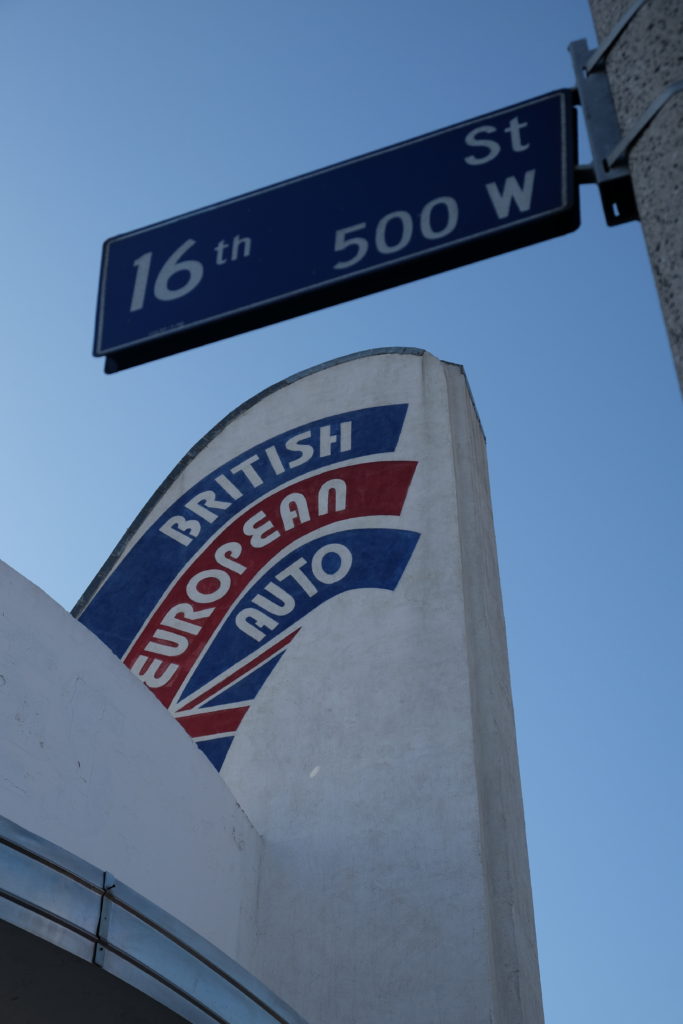 16th St
500 W
BRITISH
EUROPEAN
AUTO